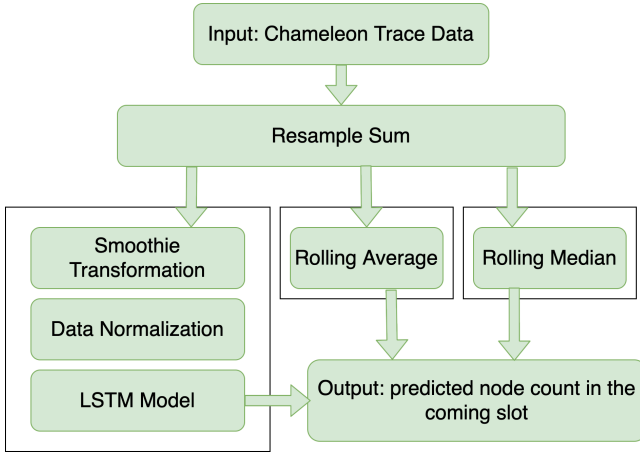 Input: Chameleon Trace Data
Resample Sum
Smoothie
Transformation
Rolling Average
Rolling Median
Data Normalization
LSTM Model
Output: predicted node count in the
coming slot